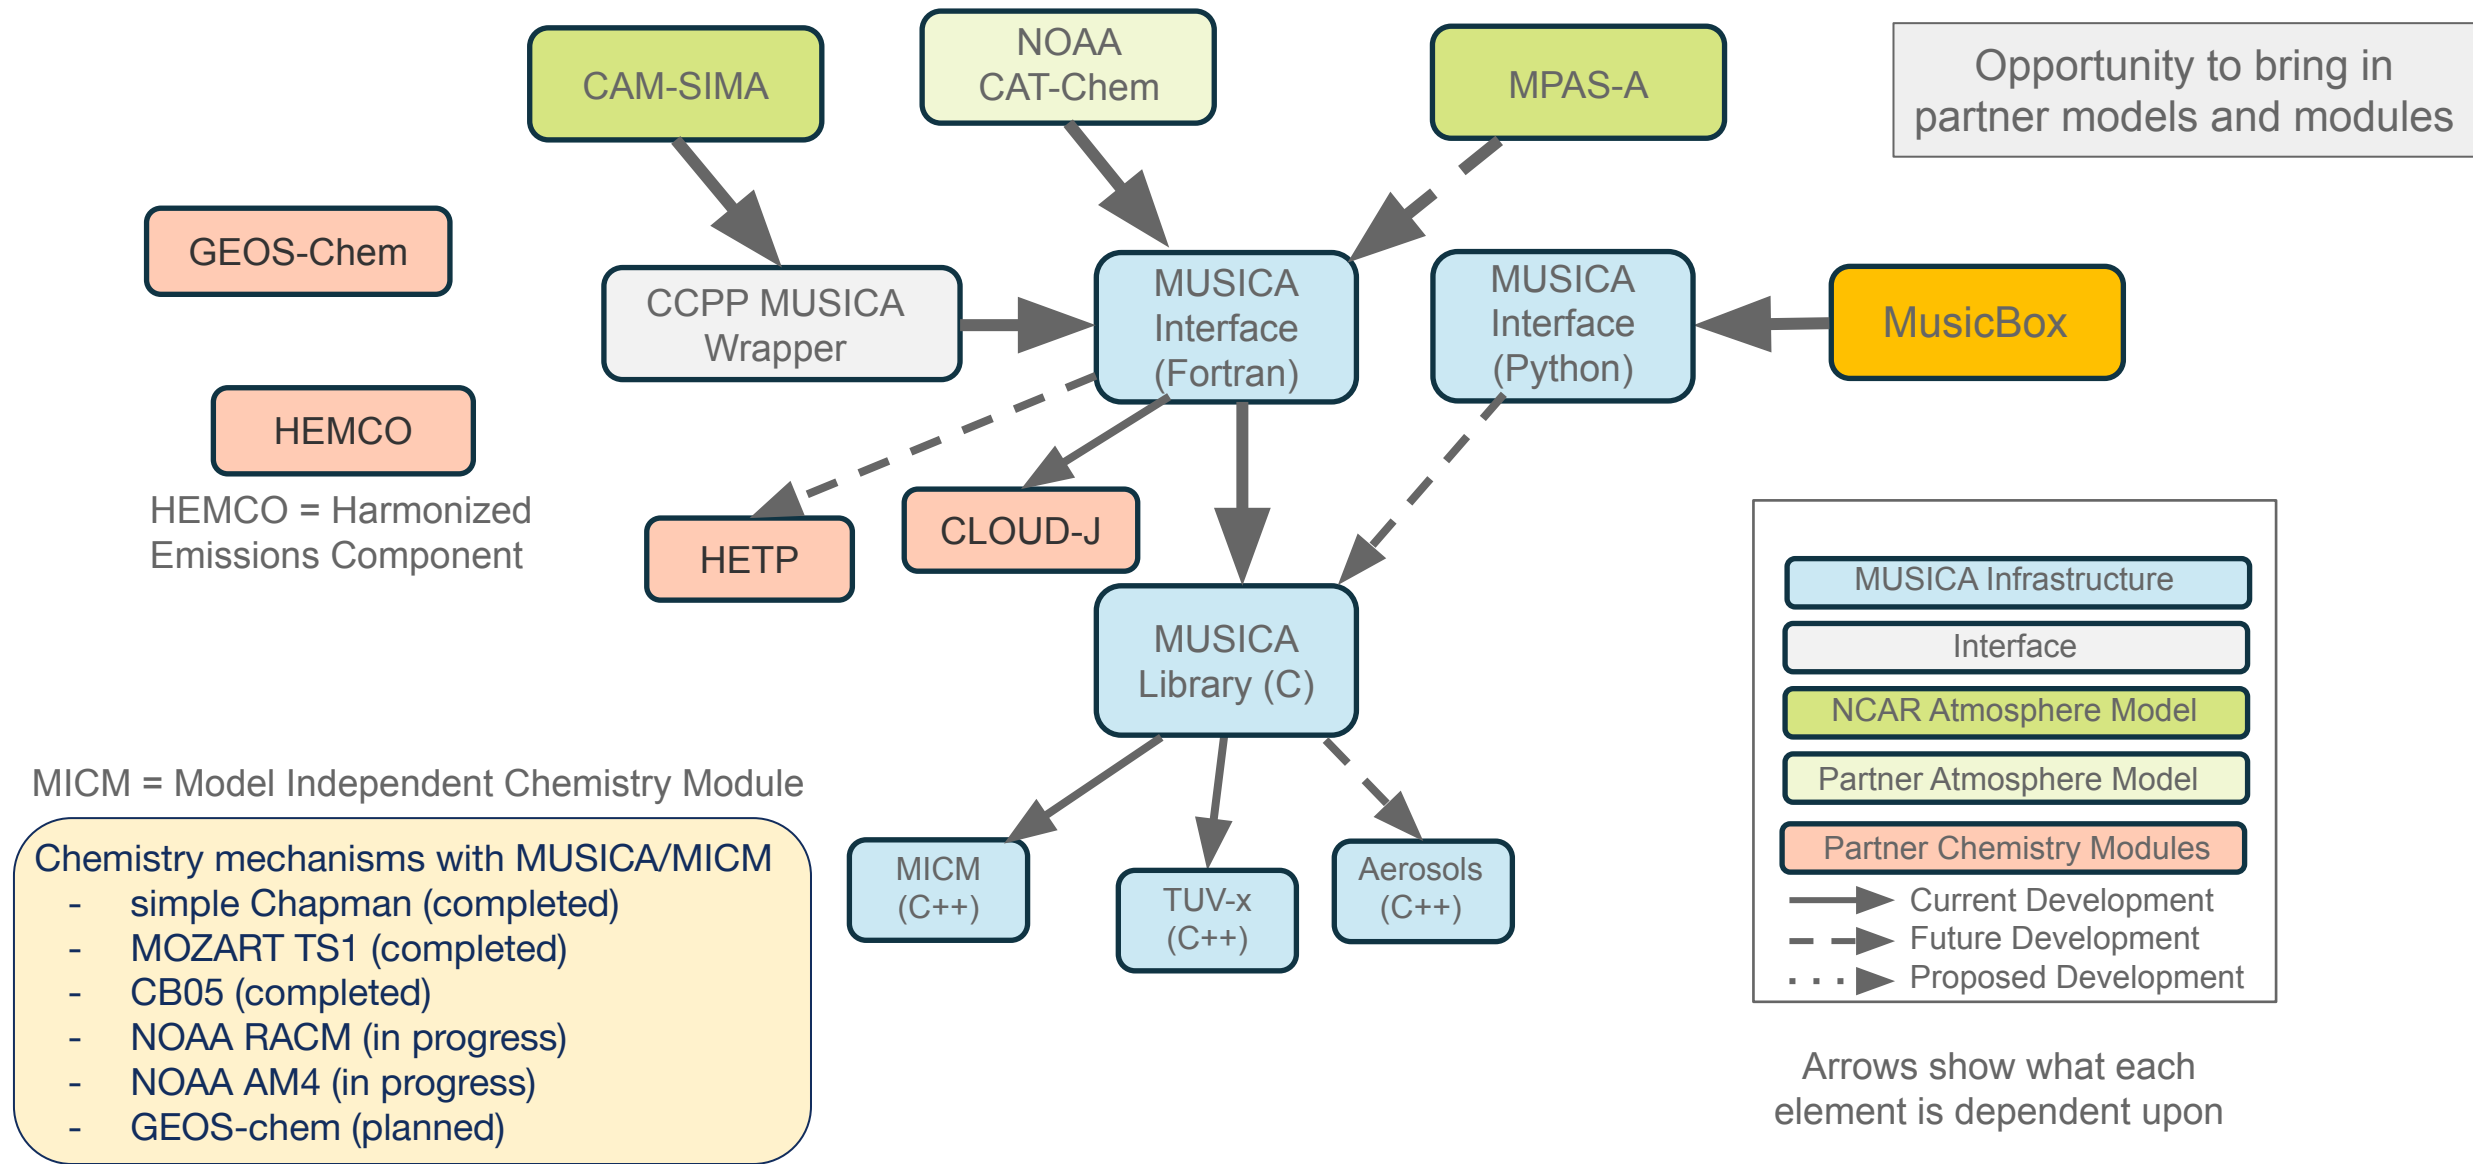 CAM-SIMA
NOAA
CAT-Chem
MPAS-A
Opportunity to bring in
partner models and modules
GEOS-Chem
CCPP MUSICA
Wrapper
MUSICA
Interface
(Fortran)
MUSICA
Interface
(Python)
MusicBox
HEMCO
HEMCO = Harmonized
Emissions Component
HETP
CLOUD-J
MUSICA
Library (C)
MUSICA Infrastructure
Interface
NCAR Atmosphere Model
Partner Atmosphere Model
Partner Chemistry Modules
Current Development
Future Development
Proposed Development
Arrows show what each
element is dependent upon
MICM = Model Independent Chemistry Module
Chemistry mechanisms with MUSICA/MICM
- simple Chapman (completed)
- MOZART TS1 (completed)
- CB05 (completed)
- NOAA RACM (in progress)
- NOAA AM4 (in progress)
- GEOS-chem (planned)
MICM
(C++)
TUV-x
(C++)
Aerosols
(C++)